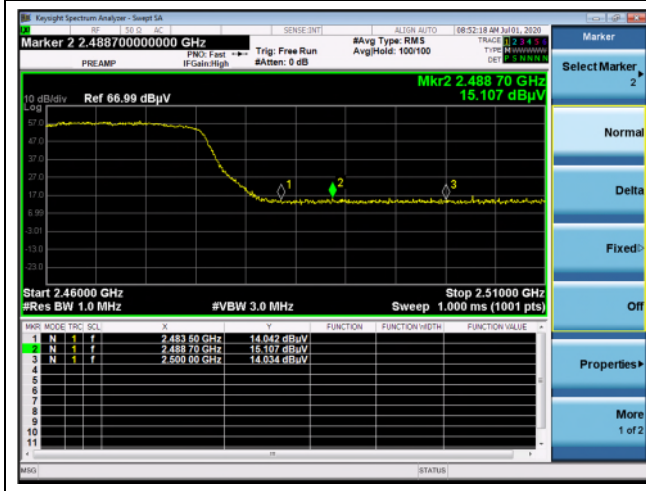 Keysight Spectrum Analyzer - Swept SA
RF 50 Ω AC SENSE:INT ALIGN AUTO 08:52:18 AM Jul 01, 2020
Marker 2 2.488700000000 GHz
PREAMP
PNO: Fast
IFGain:High
Trig: Free Run
#Atten: 0 dB
#Avg Type: RMS
Avg|Hold: 100/100
TRACE 1 2 3 4 5 6
TYPE M W W W W W
DET P S N N N N
Mkr2 2.488 70 GHz
15.107 dBµV
10 dB/div Ref 66.99 dBµV
Log
57.0
47.0
37.0
27.0
17.0
6.99
-3.01
-13.0
-23.0
1
2
3
Start 2.46000 GHz Stop 2.51000 GHz
#Res BW 1.0 MHz #VBW 3.0 MHz Sweep 1.000 ms (1001 pts)
MKR MODE TRC SCL X Y FUNCTION FUNCTION WIDTH FUNCTION VALUE
1 N 1 f 2.483 50 GHz 14.042 dBµV
2 N 1 f 2.488 70 GHz 15.107 dBµV
3 N 1 f 2.500 00 GHz 14.034 dBµV
4
5
6
7
8
9
10
11
MSG STATUS
Marker
Select Marker
2
Normal
Delta
Fixed
Off
Properties
More
1 of 2